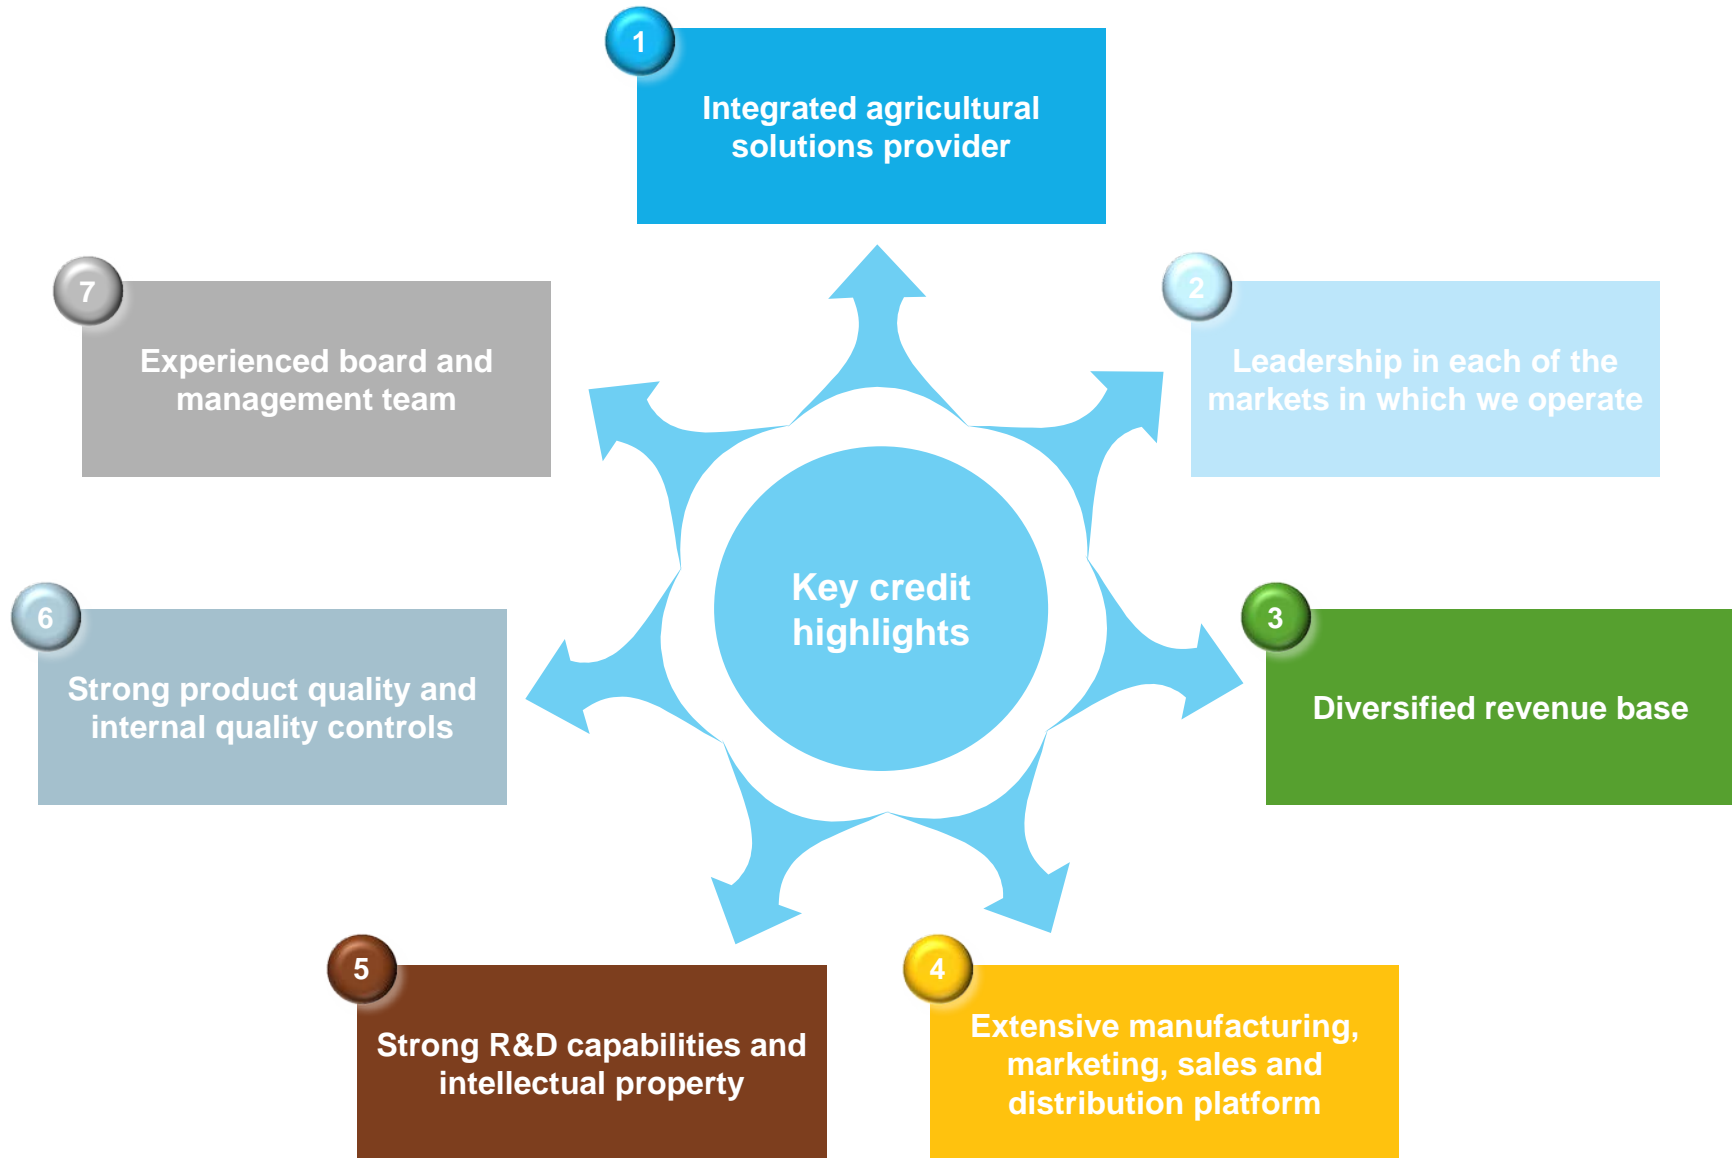 1
Integrated agricultural
solutions provider
2
Leadership in each of the
markets in which we operate
3
Diversified revenue base
4
Extensive manufacturing,
marketing, sales and
distribution platform
5
Strong R&D capabilities and
intellectual property
6
Strong product quality and
internal quality controls
7
Experienced board and
management team
Key credit
highlights